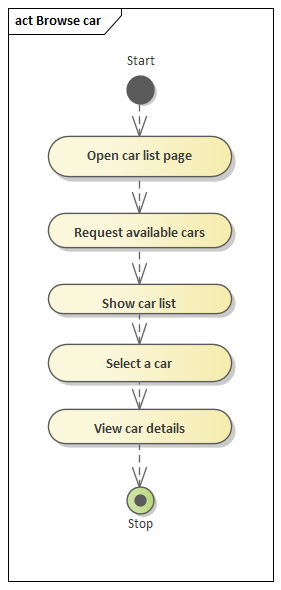 act Browse car
Start
Open car list page
Request available cars
Show car list
Select a car
View car details
Stop